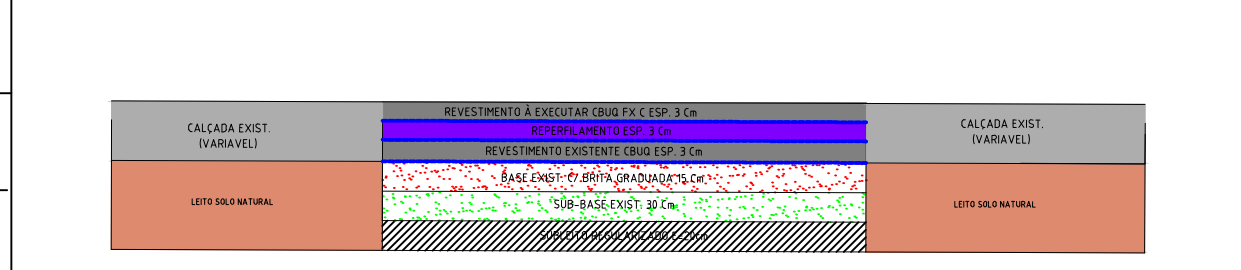 REVESTIMENTO À EXECUTAR CBUQ FX C ESP. 3 Cm
CALÇADA EXIST.
(VARIAVEL)
REPERFILAMENTO ESP. 3 Cm
CALÇADA EXIST.
(VARIAVEL)
REVESTIMENTO EXISTENTE CBUQ ESP. 3 Cm
BASE EXIST. C/ BRITA GRADUADA 15 Cm
LEITO SOLO NATURAL
SUB-BASE EXIST. 30 Cm
LEITO SOLO NATURAL
SUBLEITO REGULARIZADO E=20cm